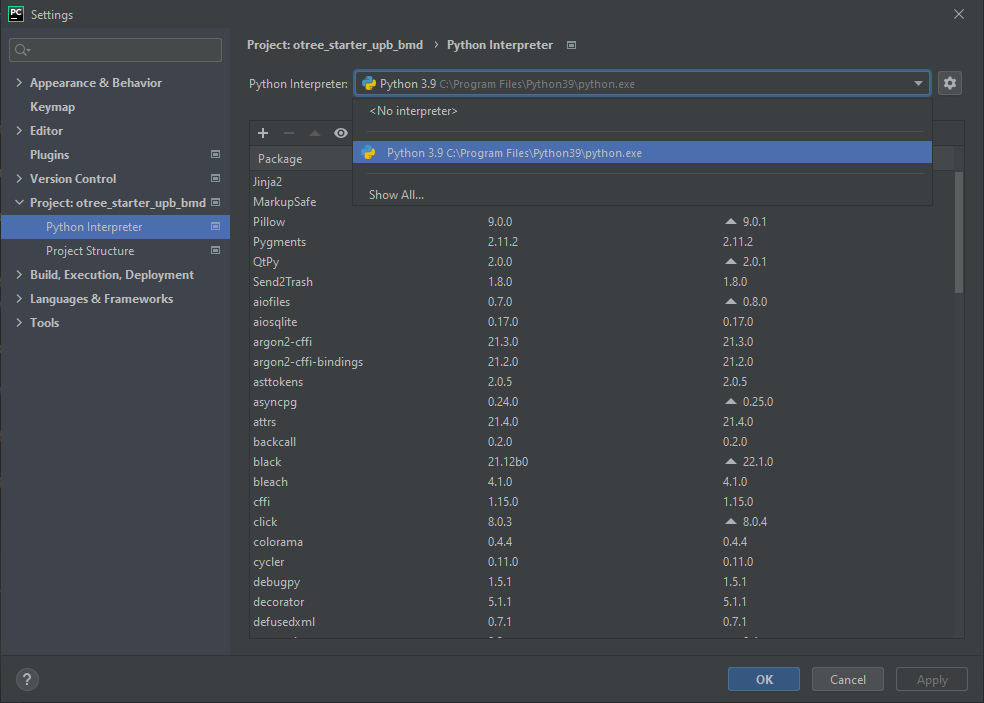 PC Settings
Project: otree_starter_upb_bmd › Python Interpreter
Appearance & Behavior
Keymap
Editor
Plugins
Version Control
Project: otree_starter_upb_bmd
Python Interpreter
Project Structure
Build, Execution, Deployment
Languages & Frameworks
Tools
Python Interpreter: Python 3.9 C:\Program Files\Python39\python.exe
<No interpreter>
Python 3.9 C:\Program Files\Python39\python.exe
Show All...
Package
Jinja2
MarkupSafe
Pillow 9.0.0 9.0.1
Pygments 2.11.2 2.11.2
QtPy 2.0.0 2.0.1
Send2Trash 1.8.0 1.8.0
aiofiles 0.7.0 0.8.0
aiosqlite 0.17.0 0.17.0
argon2-cffi 21.3.0 21.3.0
argon2-cffi-bindings 21.2.0 21.2.0
asttokens 2.0.5 2.0.5
asyncpg 0.24.0 0.25.0
attrs 21.4.0 21.4.0
backcall 0.2.0 0.2.0
black 21.12b0 22.1.0
bleach 4.1.0 4.1.0
cffi 1.15.0 1.15.0
click 8.0.3 8.0.4
colorama 0.4.4 0.4.4
cycler 0.11.0 0.11.0
debugpy 1.5.1 1.5.1
decorator 5.1.1 5.1.1
defusedxml 0.7.1 0.7.1
?
OK Cancel Apply